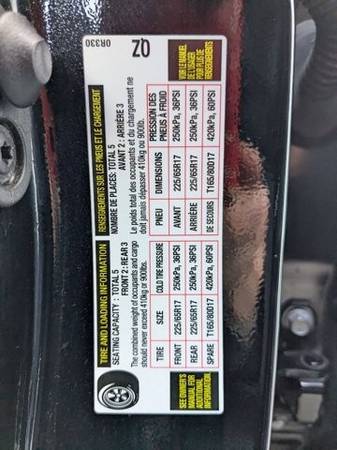 TIRE AND LOADING INFORMATION
SEATING CAPACITY : TOTAL 5
FRONT 2 : REAR 3
The combined weight of occupants and cargo
should never exceed 410kg or 900lbs.
TIRE SIZE COLD TIRE PRESSURE
FRONT 225/65R17 250kPa, 36PSI
REAR 225/65R17 250kPa, 36PSI
SPARE T165/80D17 420kPa, 60PSI
SEE OWNER'S
MANUAL FOR
ADDITIONAL
INFORMATION
RENSEIGNEMENTS SUR LES PNEUS ET LE CHARGEMENT
NOMBRE DE PLACES: TOTAL 5
AVANT 2 : ARRIÈRE 3
Le poids total des occupants et du chargement ne
doit jamais dépasser 410kg ou 900lb.
PNEU DIMENSIONS PRESSION DES
PNEUS À FROID
AVANT 225/65R17 250kPa, 36PSI
ARRIÈRE 225/65R17 250kPa, 36PSI
DE SECOURS T165/80D17 420kPa, 60PSI
VOIR LE MANUEL
DE L'USAGER
POUR PLUS DE
RENSEIGNEMENTS
0R330
QZ